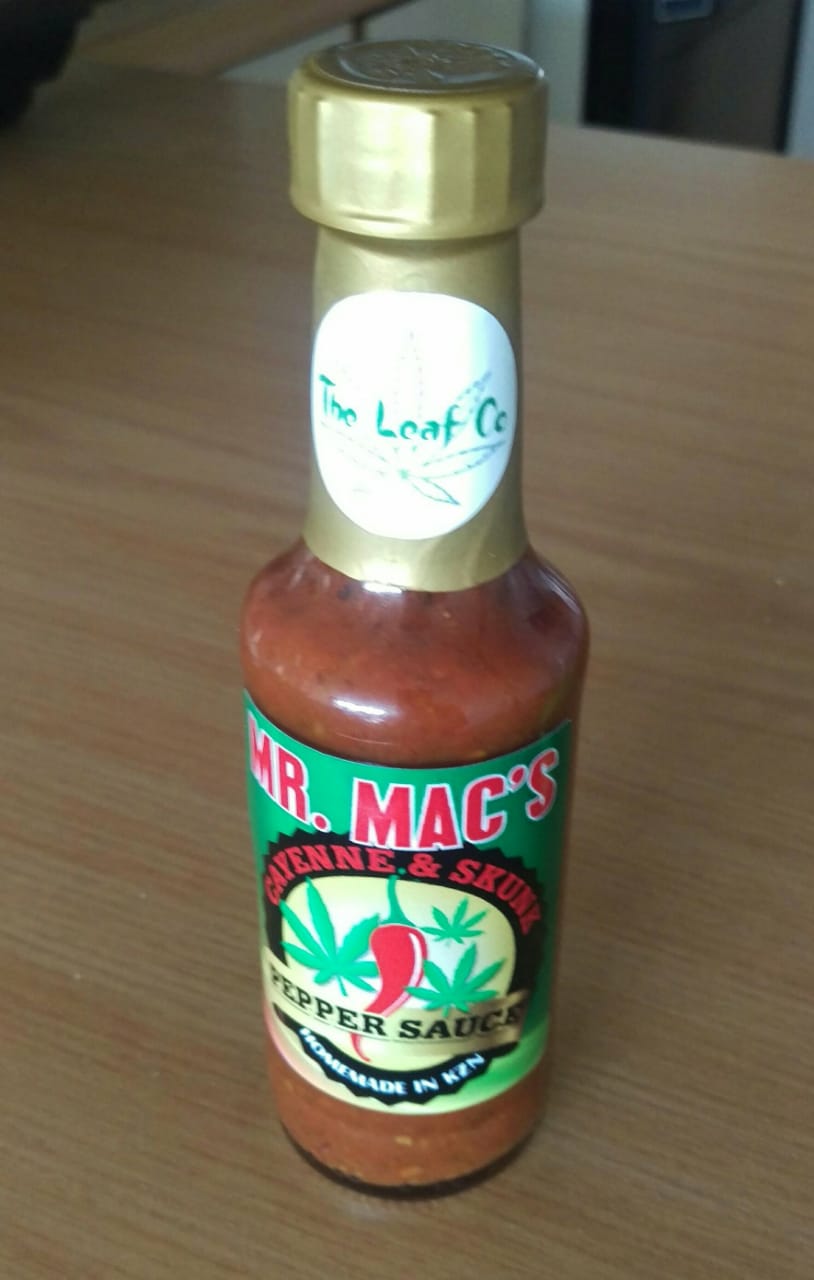 The Leaf Co
MR. MAC'S
CAYENNE & SKUNK
PEPPER SAUCE
HOMEMADE IN KZN